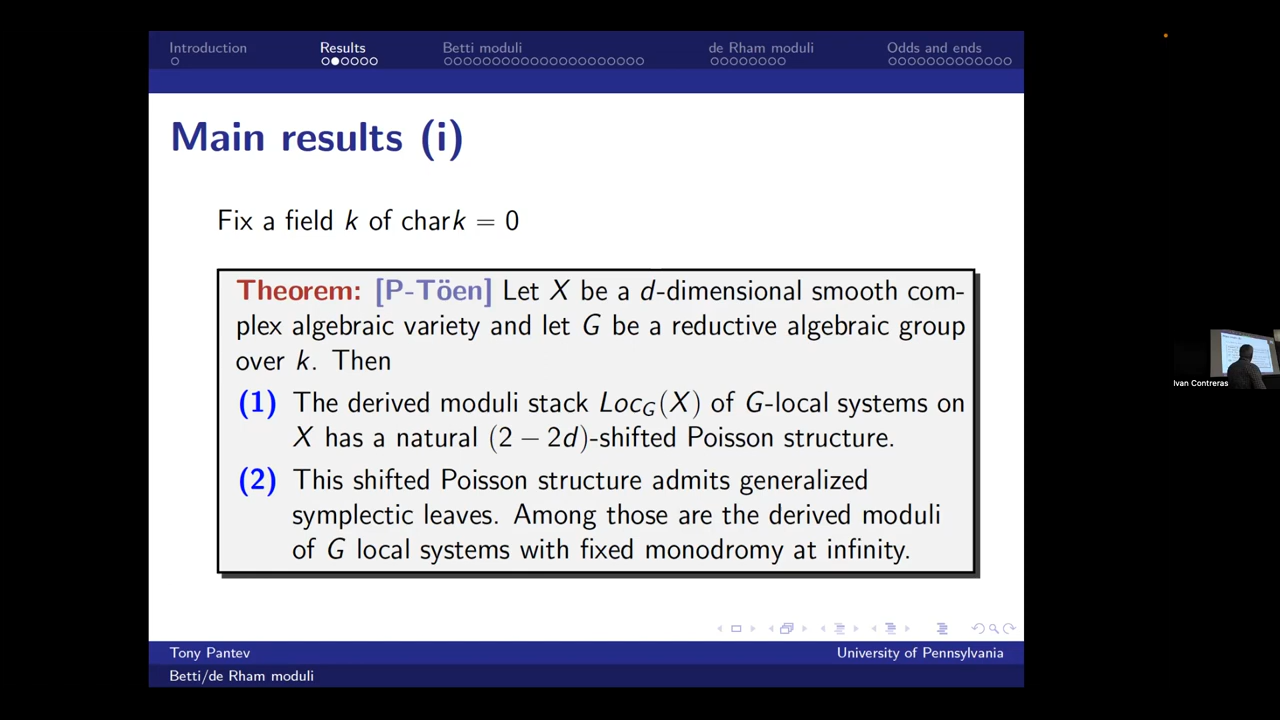 Introduction Results Betti moduli de Rham moduli Odds and ends
Main results (i)
Fix a field k of chark = 0
Theorem: [P-Töen] Let X be a d-dimensional smooth com-
plex algebraic variety and let G be a reductive algebraic group
over k. Then
(1) The derived moduli stack Loc_G(X) of G-local systems on
X has a natural (2 − 2d)-shifted Poisson structure.
(2) This shifted Poisson structure admits generalized
symplectic leaves. Among those are the derived moduli
of G local systems with fixed monodromy at infinity.
Ivan Contreras
Tony Pantev University of Pennsylvania
Betti/de Rham moduli